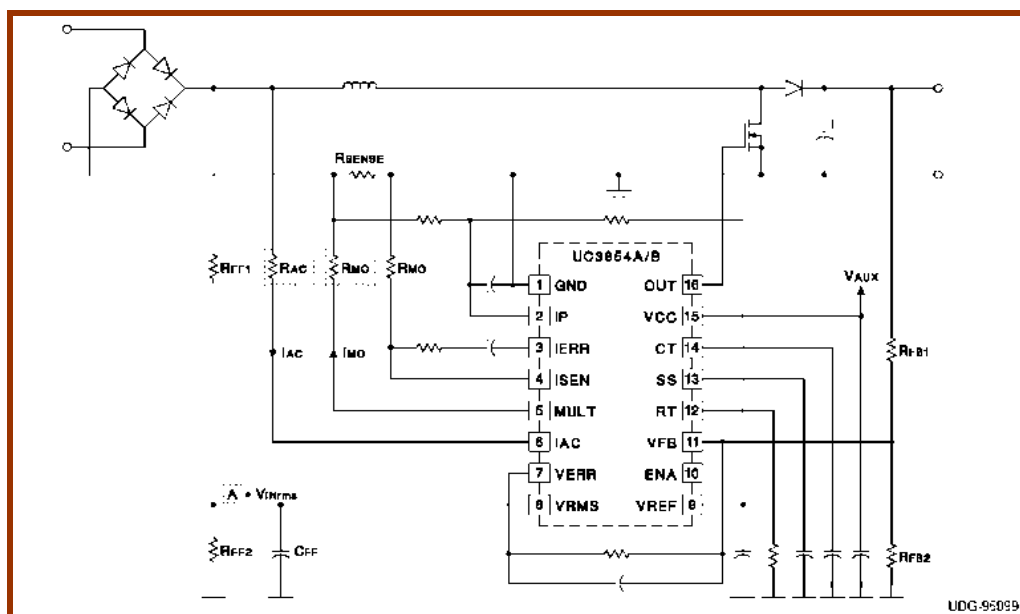 RSENSE
UC3854A/B
RFF1
RAC
RMO
RMO
1 GND
OUT 16
VAUX
2 IP
VCC 15
3 IERR
CT 14
IAC
IMO
RFB1
4 ISEN
SS 13
5 MULT
RT 12
6 IAC
VFB 11
7 VERR
ENA 10
A • VINrms
8 VRMS
VREF 9
RFF2
CFF
RFB2
UDG-96099